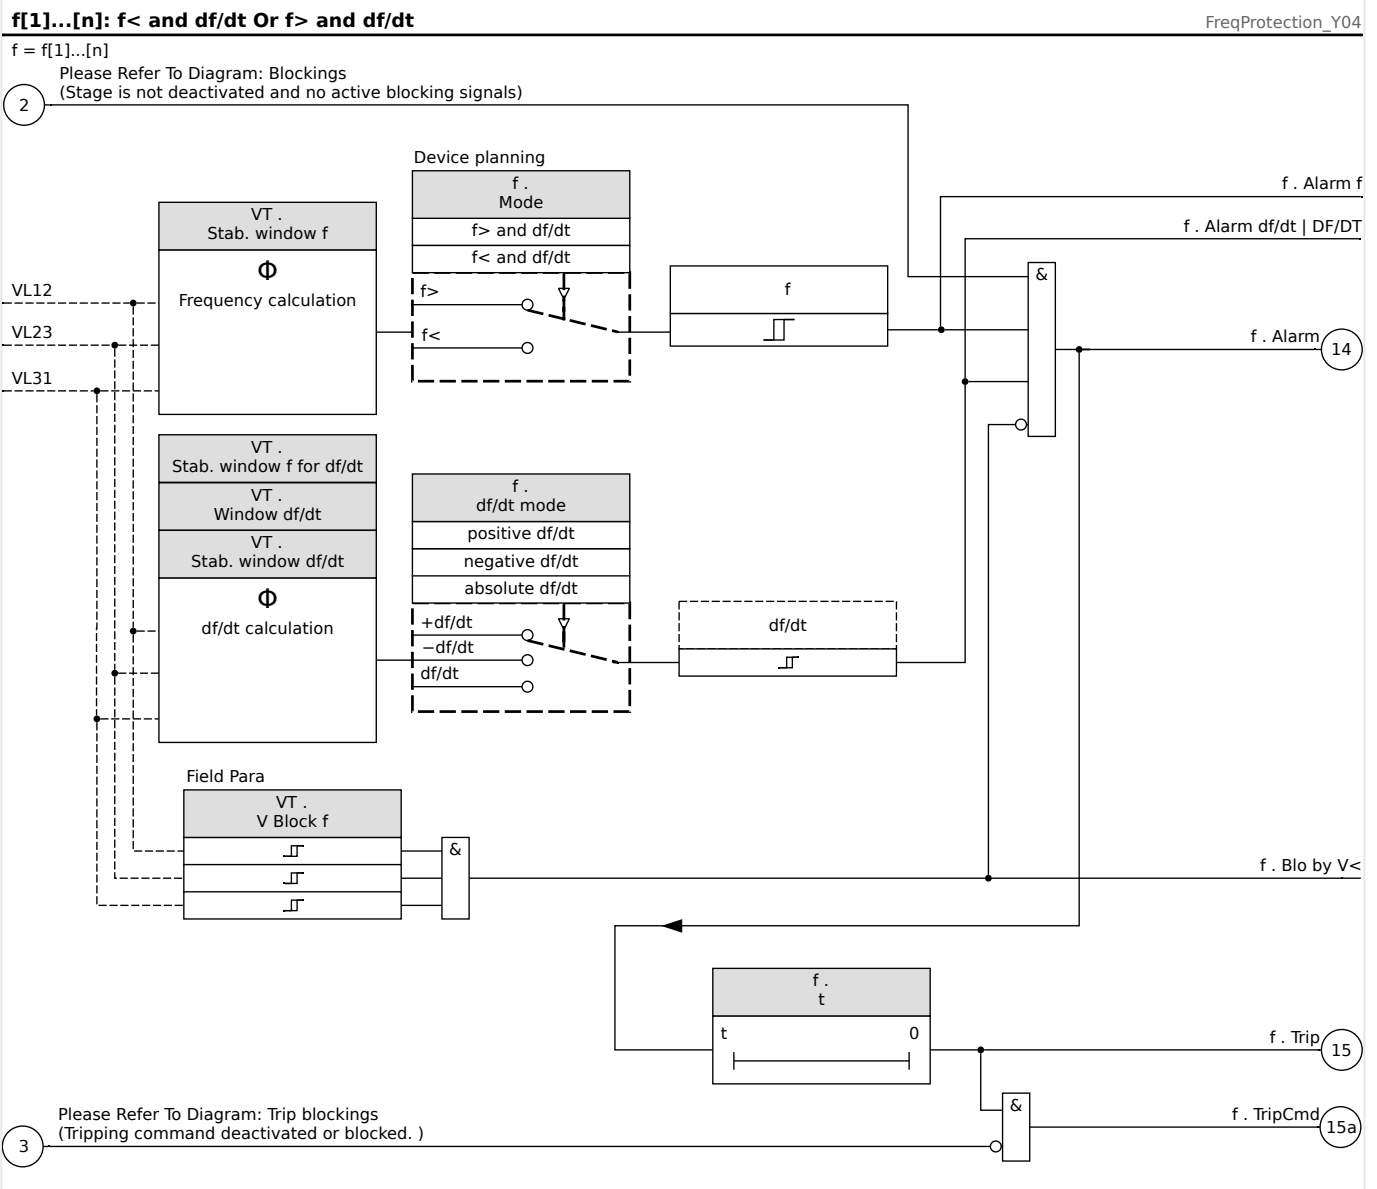 f[1]...[n]: f< and df/dt Or f> and df/dt
FreqProtection_Y04
f = f[1]...[n]
Please Refer To Diagram: Blockings
(Stage is not deactivated and no active blocking signals)
2
Device planning
f .
Mode
f> and df/dt
f< and df/dt
f>
f<
VT .
Stab. window f
Φ
Frequency calculation
VL12
VL23
VL31
f
f . Alarm f
f . Alarm df/dt | DF/DT
&
f . Alarm
14
VT .
Stab. window f for df/dt
VT .
Window df/dt
VT .
Stab. window df/dt
Φ
df/dt calculation
f .
df/dt mode
positive df/dt
negative df/dt
absolute df/dt
+df/dt
−df/dt
df/dt
df/dt
Field Para
VT .
V Block f
&
f . Blo by V<
f .
t
t
0
f . Trip
15
Please Refer To Diagram: Trip blockings
(Tripping command deactivated or blocked. )
3
&
f . TripCmd
15a